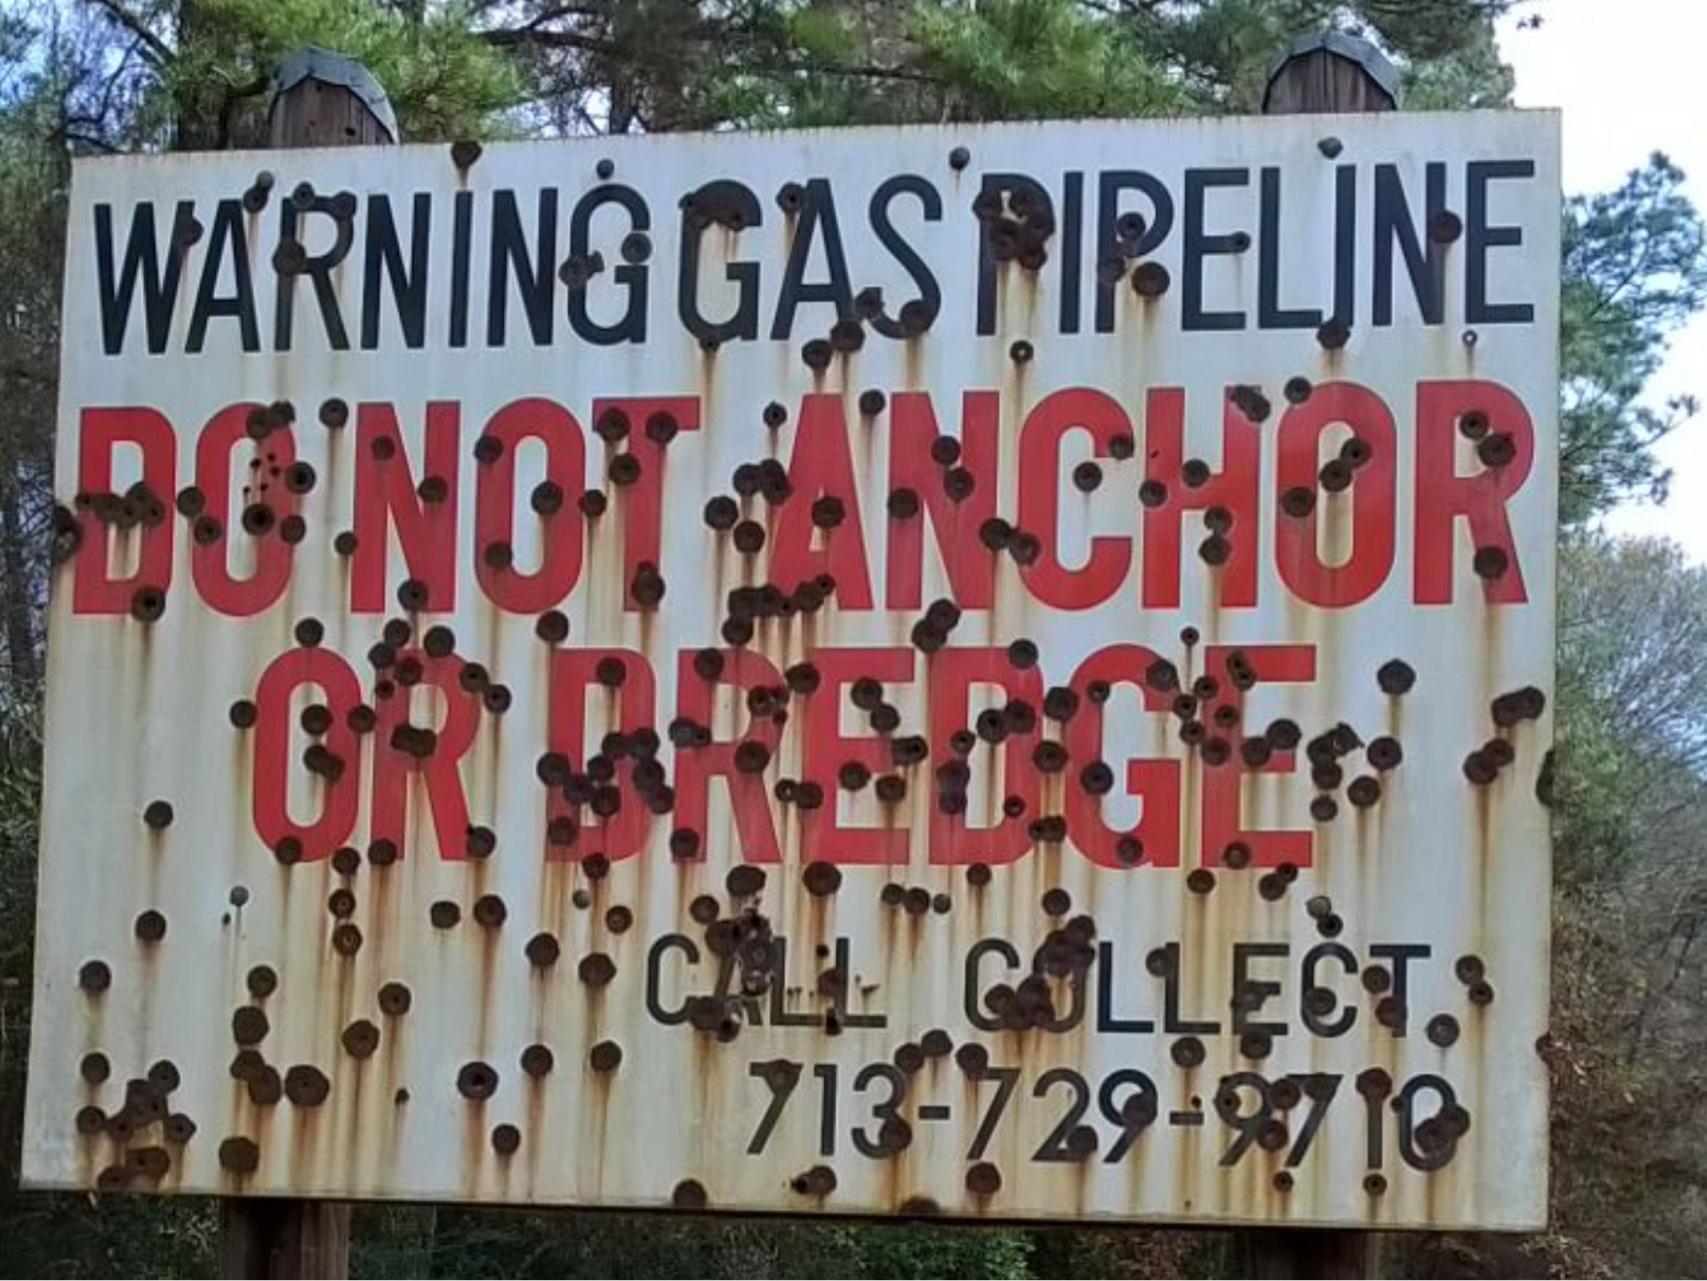 WARNING GAS PIPELINE
DO NOT ANCHOR
OR DREDGE
CALL COLLECT
713-729-9710